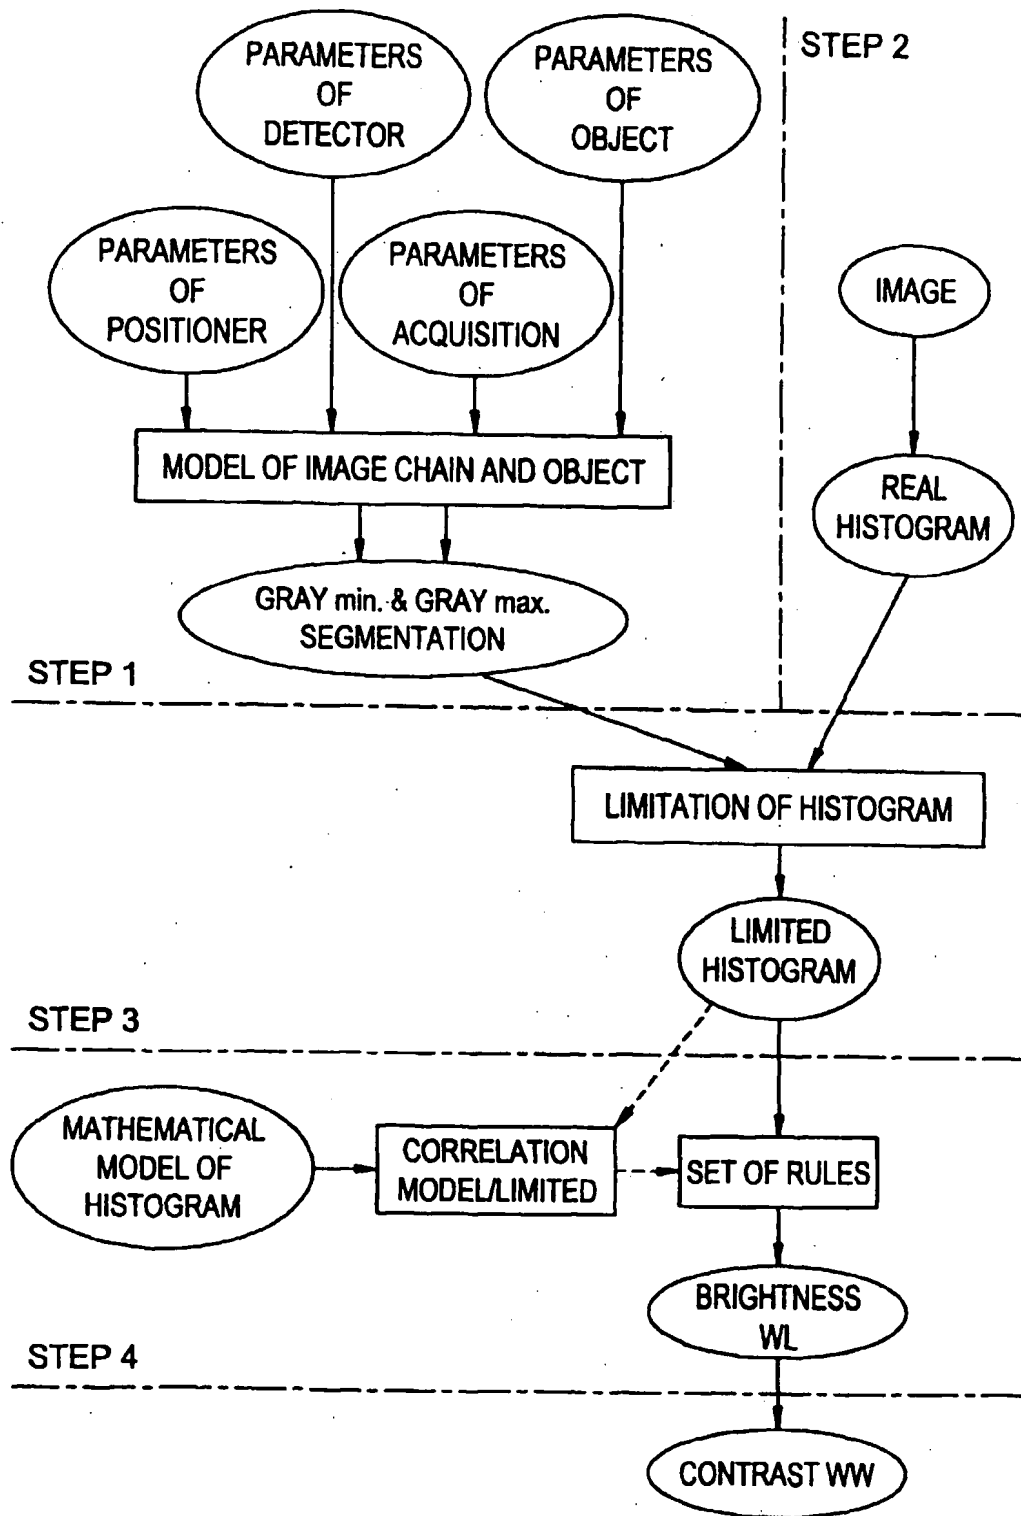 PARAMETERS
OF
DETECTOR
PARAMETERS
OF
OBJECT
STEP 2
PARAMETERS
OF
POSITIONER
PARAMETERS
OF
ACQUISITION
IMAGE
MODEL OF IMAGE CHAIN AND OBJECT
REAL
HISTOGRAM
GRAY min. & GRAY max.
SEGMENTATION
STEP 1
LIMITATION OF HISTOGRAM
LIMITED
HISTOGRAM
STEP 3
MATHEMATICAL
MODEL OF
HISTOGRAM
CORRELATION
MODEL/LIMITED
SET OF RULES
BRIGHTNESS
WL
STEP 4
CONTRAST WW